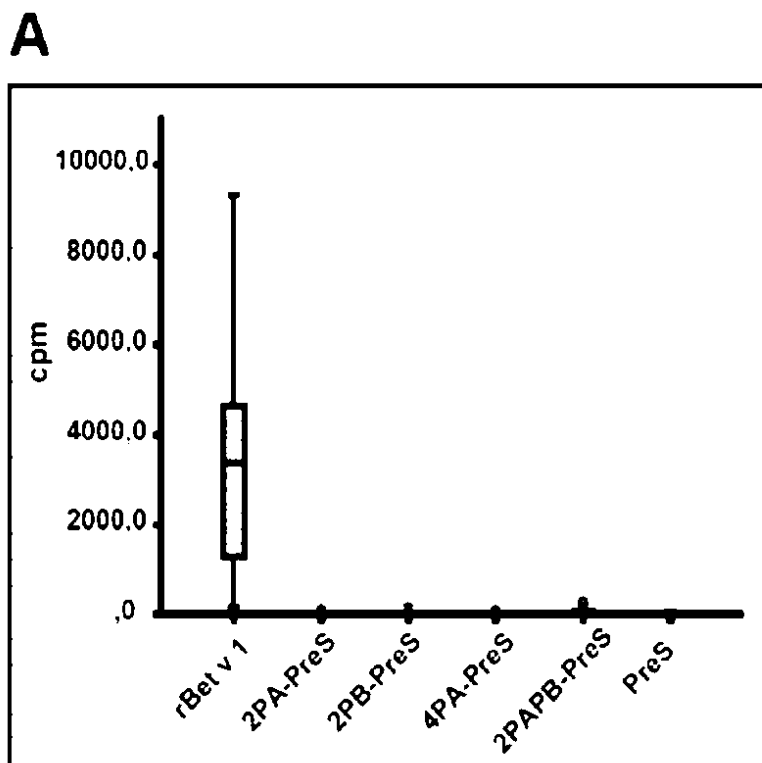 A
10000,0
8000,0
6000,0
4000,0
2000,0
,0
cpm
rBet v 1
2PA-PreS
2PB-PreS
4PA-PreS
2PAPB-PreS
PreS